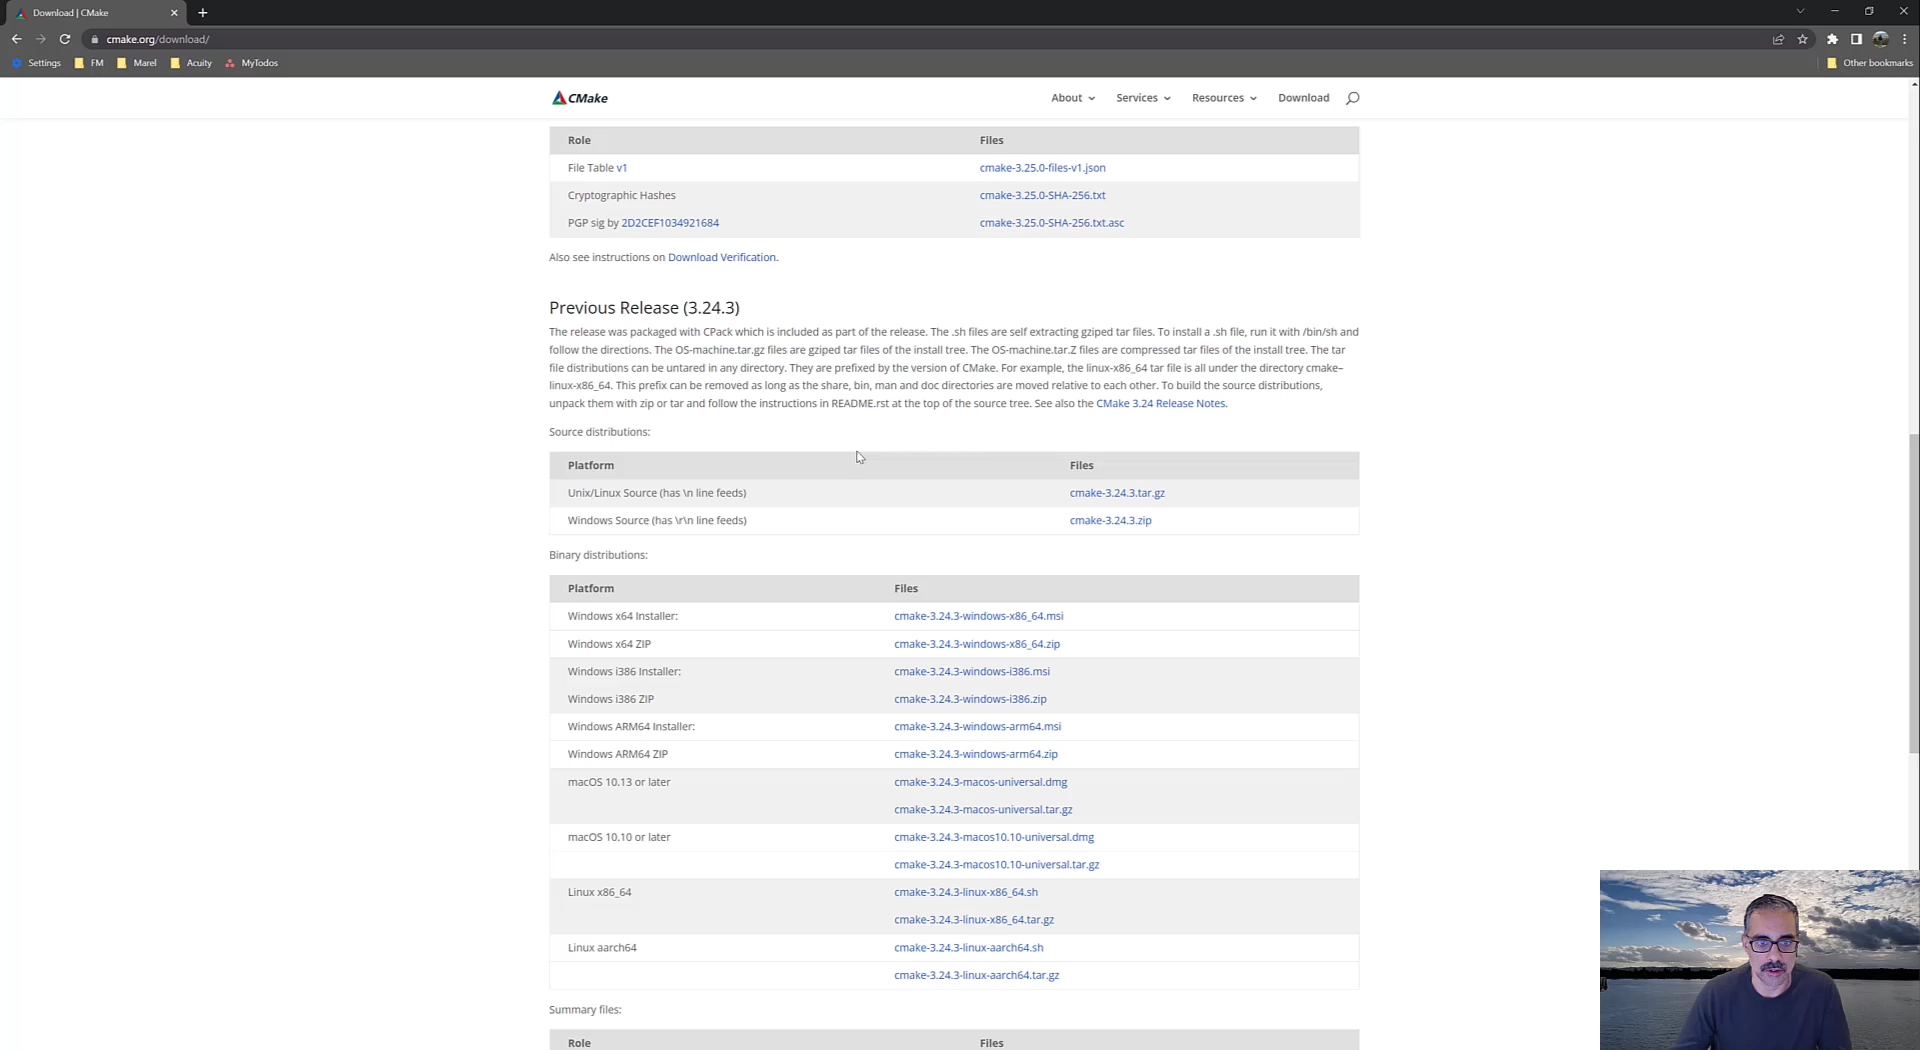 Download | CMake
cmake.org/download/
Settings FM Marel Acuity MyTodos Other bookmarks
CMake About Services Resources Download
Role Files
File Table v1 cmake-3.25.0-files-v1.json
Cryptographic Hashes cmake-3.25.0-SHA-256.txt
PGP sig by 2D2CEF1034921684 cmake-3.25.0-SHA-256.txt.asc
Also see instructions on Download Verification.
Previous Release (3.24.3)
The release was packaged with CPack which is included as part of the release. The .sh files are self extracting gziped tar files. To install a .sh file, run it with /bin/sh and
follow the directions. The OS-machine.tar.gz files are gziped tar files of the install tree. The OS-machine.tar.Z files are compressed tar files of the install tree. The tar
file distributions can be untared in any directory. They are prefixed by the version of CMake. For example, the linux-x86_64 tar file is all under the directory cmake–
linux-x86_64. This prefix can be removed as long as the share, bin, man and doc directories are moved relative to each other. To build the source distributions,
unpack them with zip or tar and follow the instructions in README.rst at the top of the source tree. See also the CMake 3.24 Release Notes.
Source distributions:
Platform Files
Unix/Linux Source (has \n line feeds) cmake-3.24.3.tar.gz
Windows Source (has \r\n line feeds) cmake-3.24.3.zip
Binary distributions:
Platform Files
Windows x64 Installer: cmake-3.24.3-windows-x86_64.msi
Windows x64 ZIP cmake-3.24.3-windows-x86_64.zip
Windows i386 Installer: cmake-3.24.3-windows-i386.msi
Windows i386 ZIP cmake-3.24.3-windows-i386.zip
Windows ARM64 Installer: cmake-3.24.3-windows-arm64.msi
Windows ARM64 ZIP cmake-3.24.3-windows-arm64.zip
macOS 10.13 or later cmake-3.24.3-macos-universal.dmg
cmake-3.24.3-macos-universal.tar.gz
macOS 10.10 or later cmake-3.24.3-macos10.10-universal.dmg
cmake-3.24.3-macos10.10-universal.tar.gz
Linux x86_64 cmake-3.24.3-linux-x86_64.sh
cmake-3.24.3-linux-x86_64.tar.gz
Linux aarch64 cmake-3.24.3-linux-aarch64.sh
cmake-3.24.3-linux-aarch64.tar.gz
Summary files:
Role Files